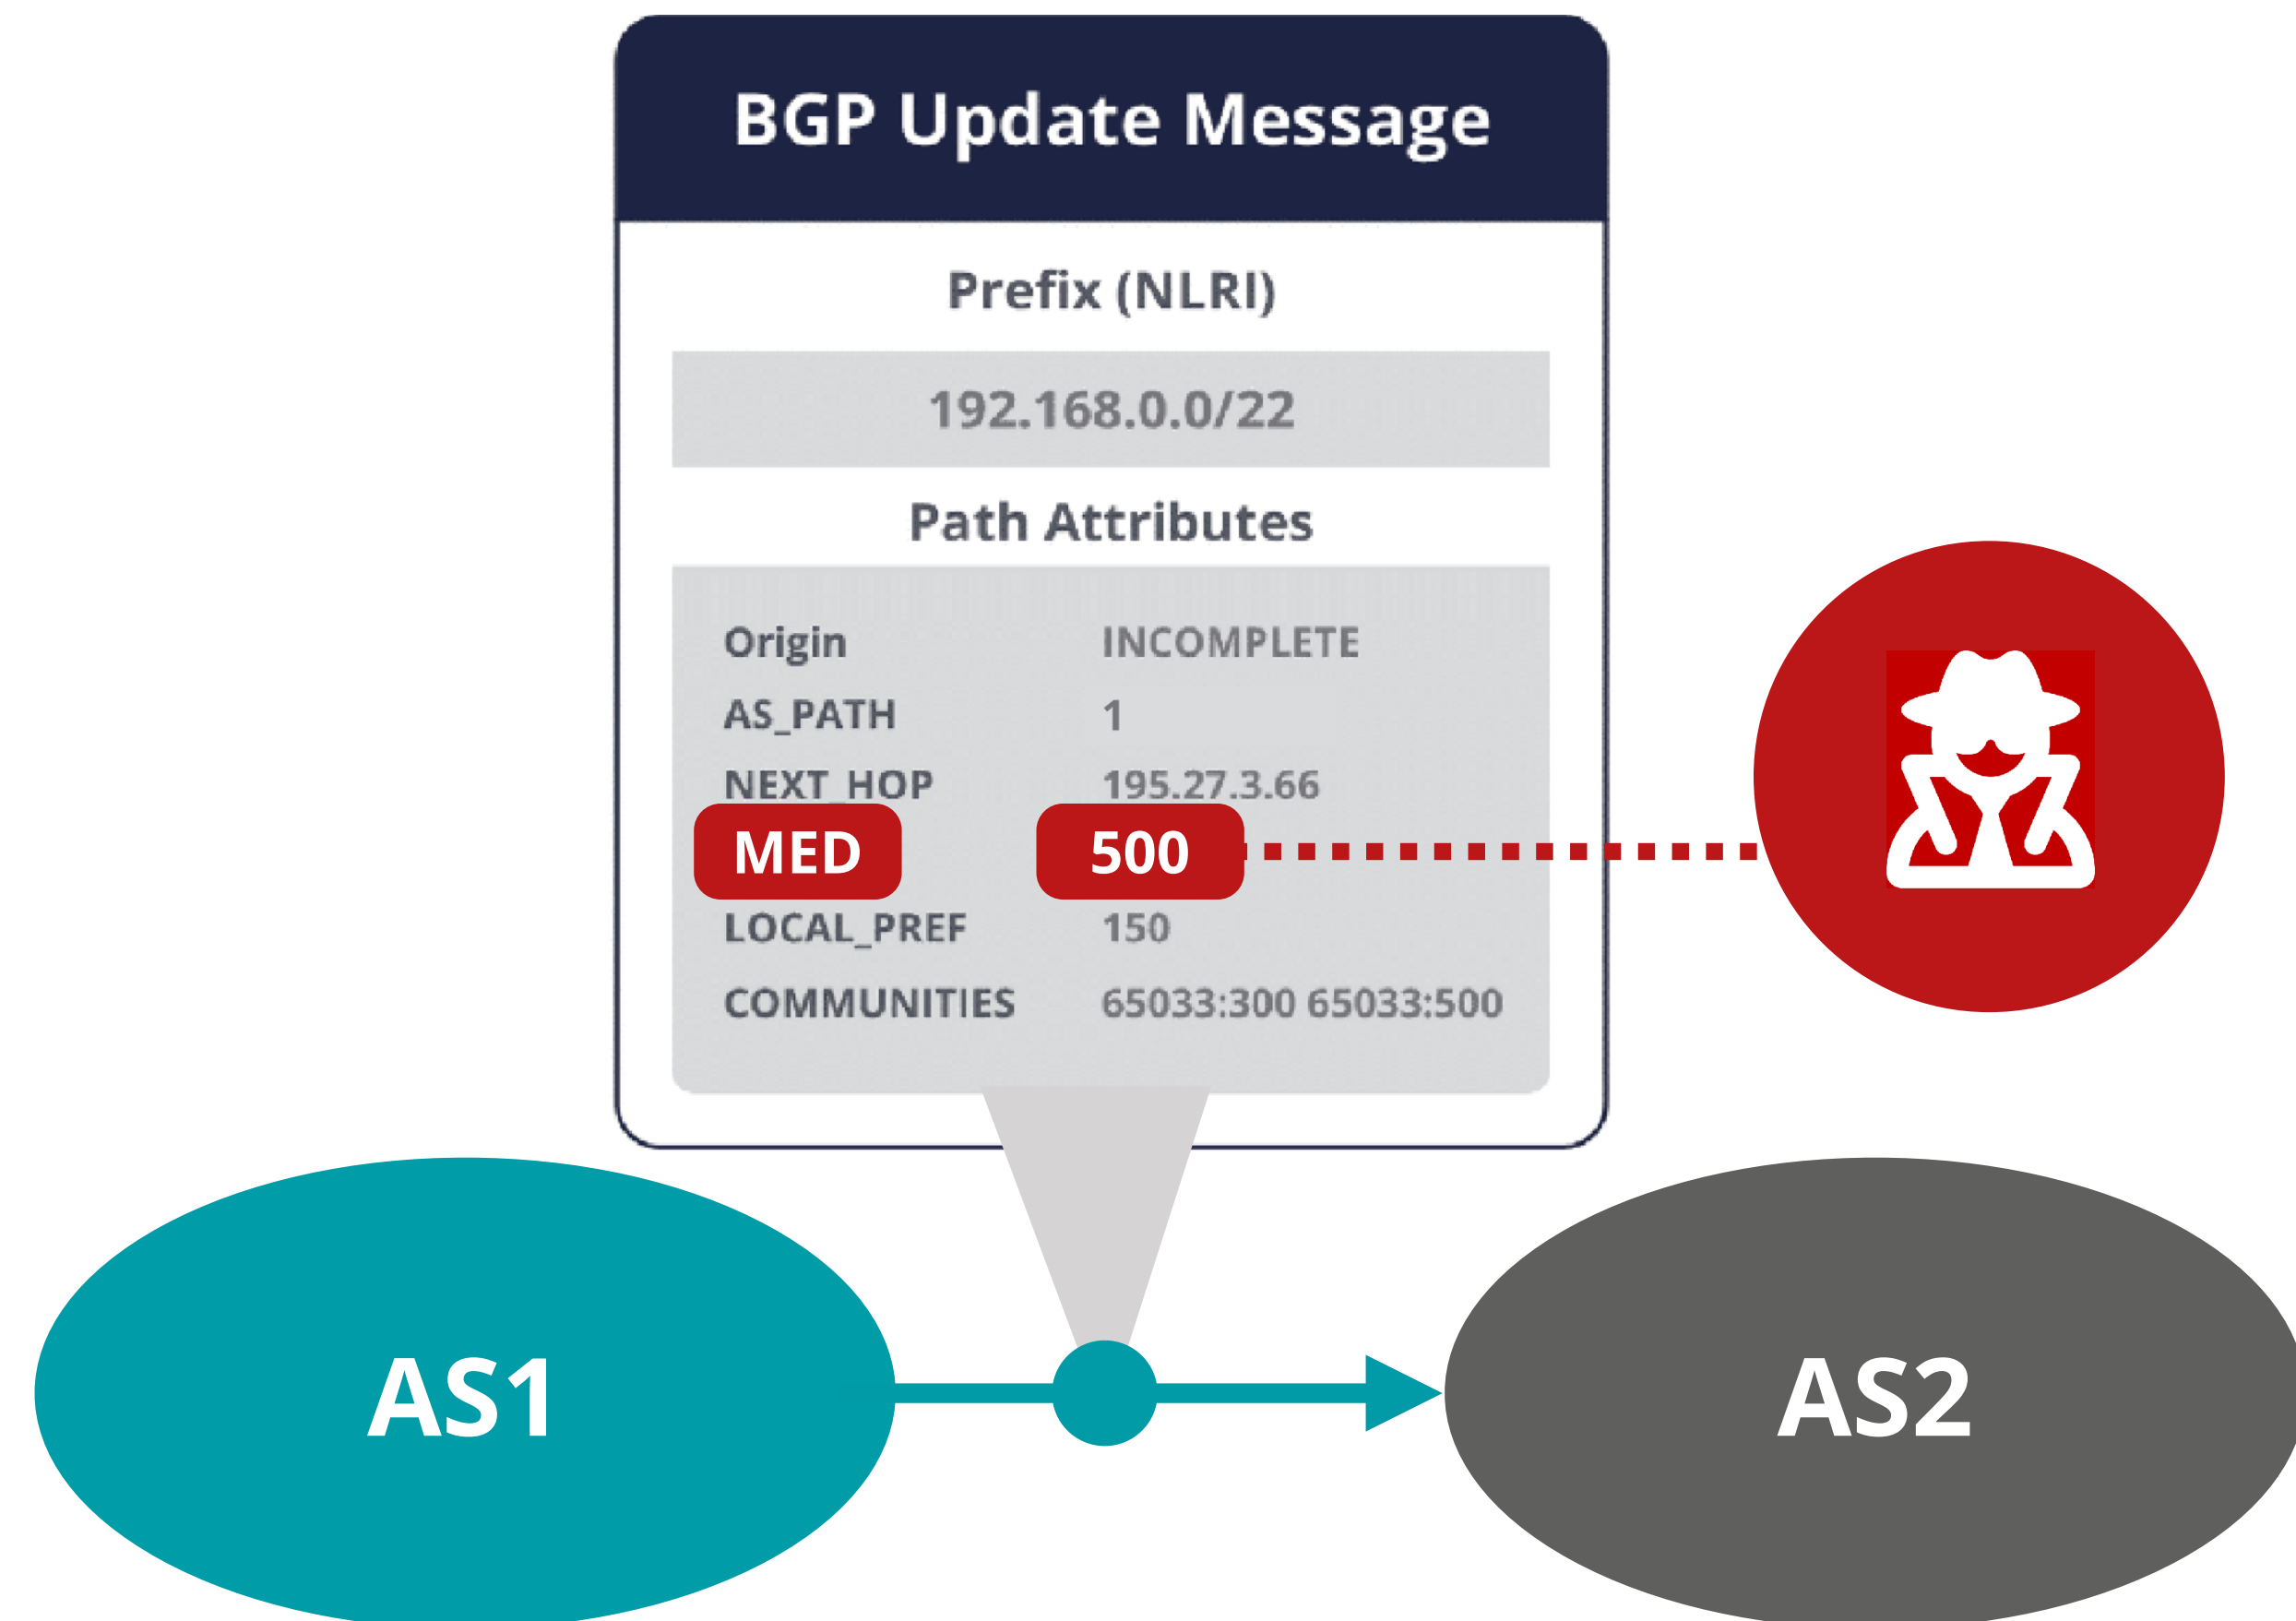 BGP Update Message
Prefix (NLRI)
192.168.0.0/22
Path Attributes
Origin INCOMPLETE
AS_PATH 1
NEXT_HOP 195.27.3.66
MED 500
LOCAL_PREF 150
COMMUNITIES 65033:300 65033:500
AS1 AS2